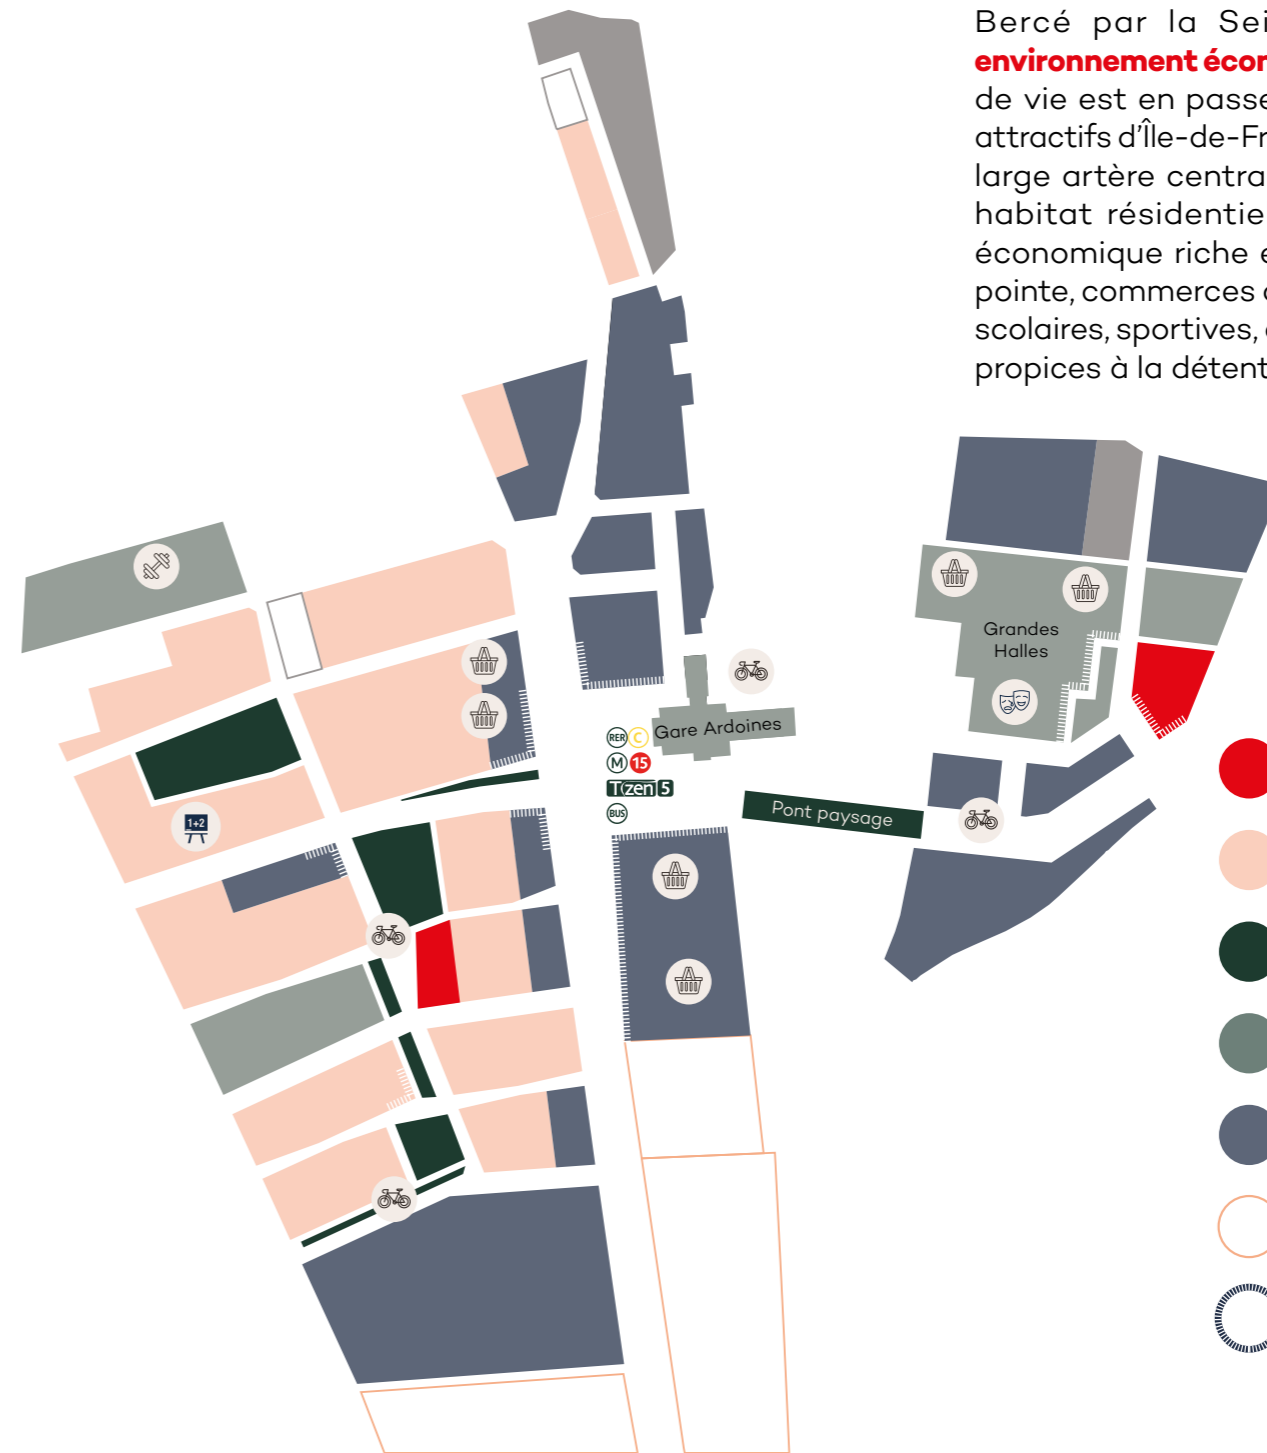 Bercé par la Sei
environnement écor
de vie est en passe
attractifs d'Île-de-Fr
large artère centra
habitat résidentie
économique riche e
pointe, commerces
scolaires, sportives,
propices à la détent
Grandes
Halles
Gare Ardoines
RER C
M 15
Tzen 5
BUS
Pont paysage
1+2